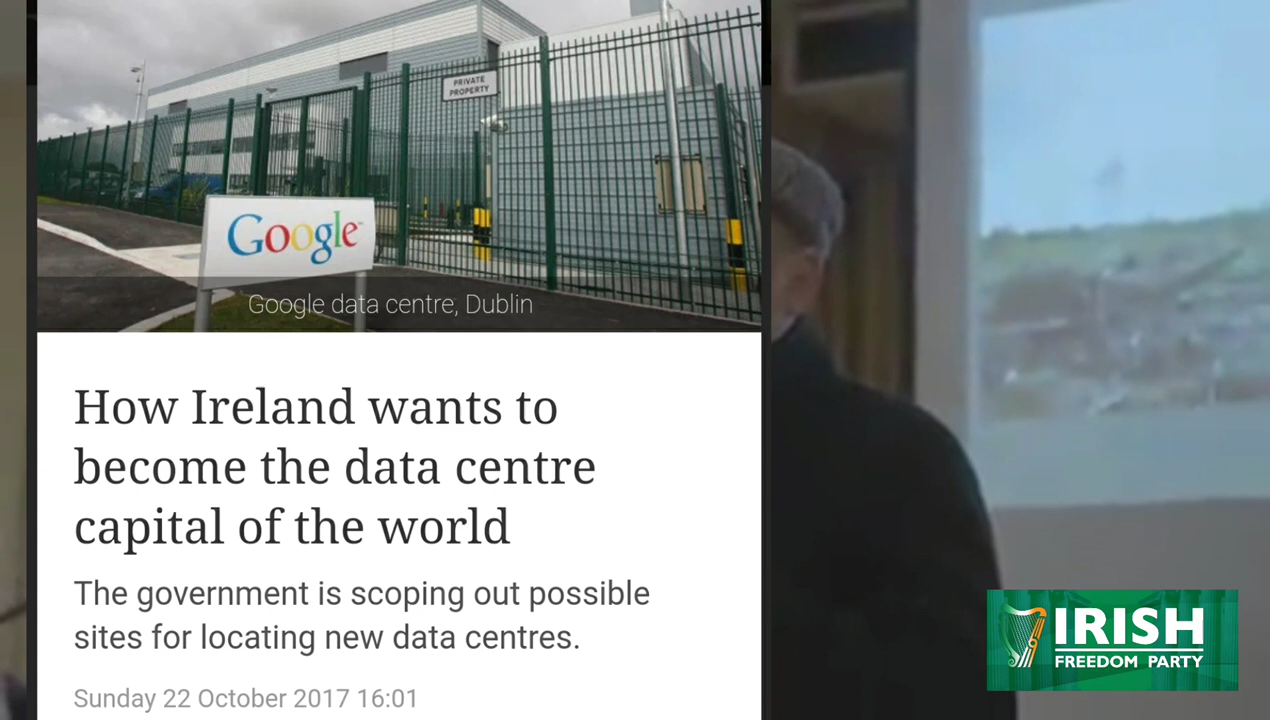 PRIVATE
PROPERTY
Google
Google data centre, Dublin
How Ireland wants to
become the data centre
capital of the world
The government is scoping out possible
sites for locating new data centres.
Sunday 22 October 2017 16:01
IRISH
FREEDOM PARTY